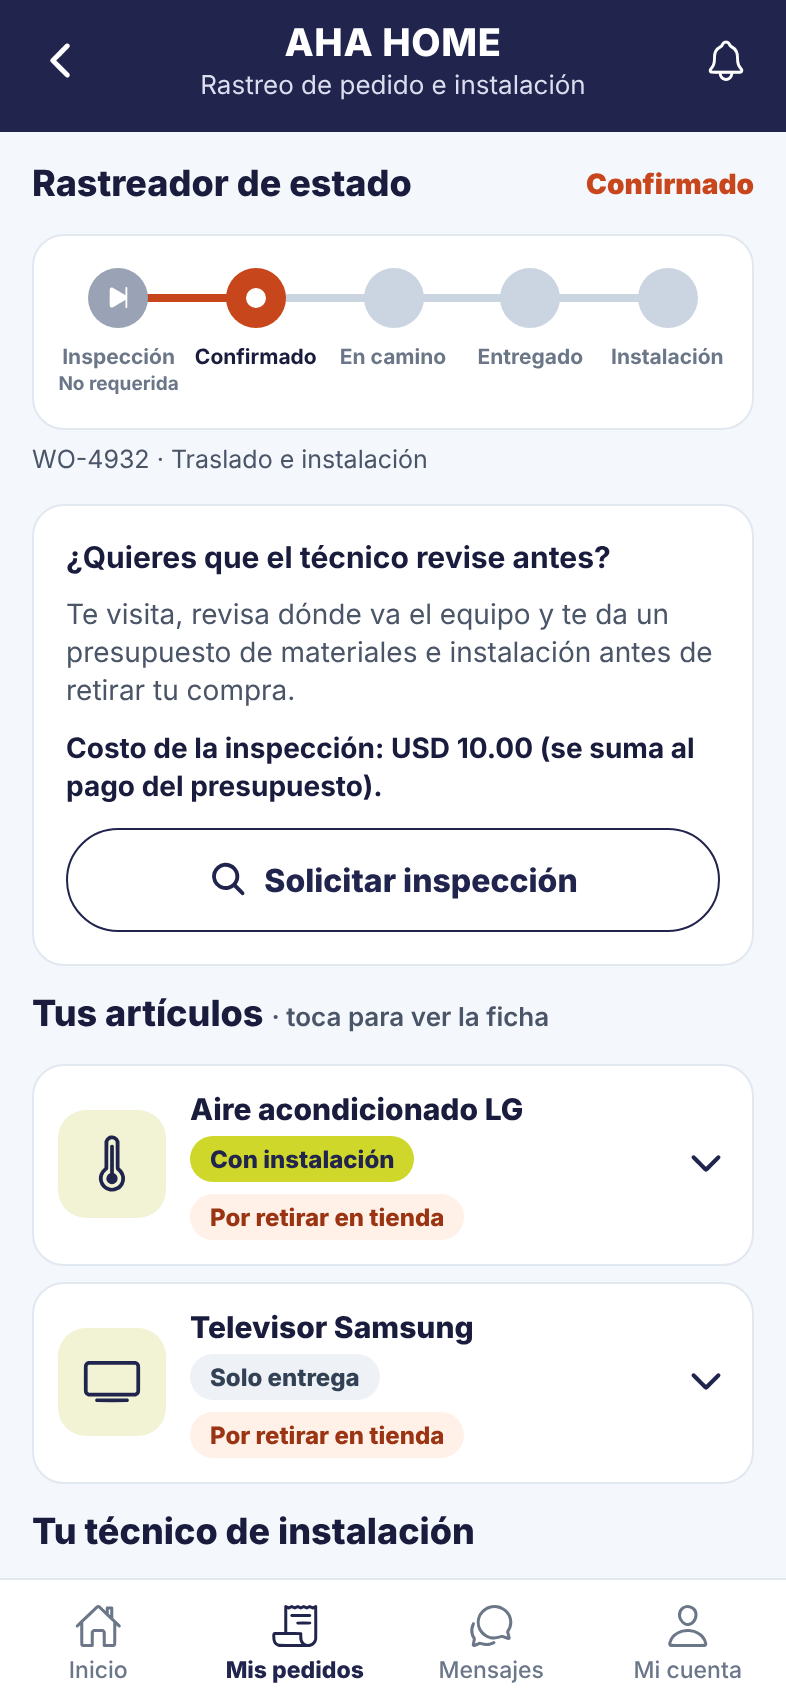 AHA HOME
Rastreo de pedido e instalación
Rastreador de estado
Confirmado
Inspección
No requerida
Confirmado
En camino
Entregado
Instalación
WO-4932 · Traslado e instalación
¿Quieres que el técnico revise antes?
Te visita, revisa dónde va el equipo y te da un
presupuesto de materiales e instalación antes de
retirar tu compra.
Costo de la inspección: USD 10.00 (se suma al
pago del presupuesto).
Solicitar inspección
Tus artículos · toca para ver la ficha
Aire acondicionado LG
Con instalación
Por retirar en tienda
Televisor Samsung
Solo entrega
Por retirar en tienda
Tu técnico de instalación
Inicio
Mis pedidos
Mensajes
Mi cuenta